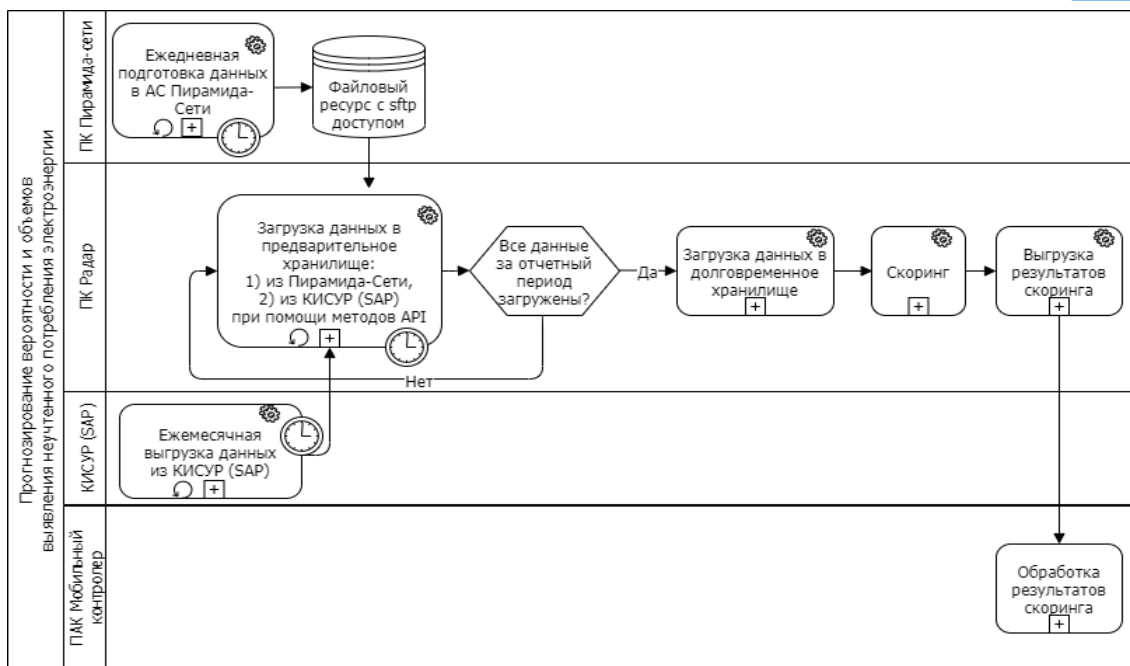 Прогнозирование вероятности и объемов
выявления неучтенного потребления электроэнергии
ПК Пирамида-сети
Ежедневная
подготовка данных
в АС Пирамида-
Сети
Файловый
ресурс с sftp
доступом
ПК Радар
Загрузка данных в
предварительное
хранилище:
1) из Пирамида-Сети,
2) из КИСУР (SAP)
при помощи методов API
Все данные
за отчетный
период
загружены?
Да
Нет
Загрузка данных в
долговременное
хранилище
Скоринг
Выгрузка
результатов
скоринга
КИСУР (SAP)
Ежемесячная
выгрузка данных
из КИСУР (SAP)
ПАК Мобильный
контролер
Обработка
результатов
скоринга